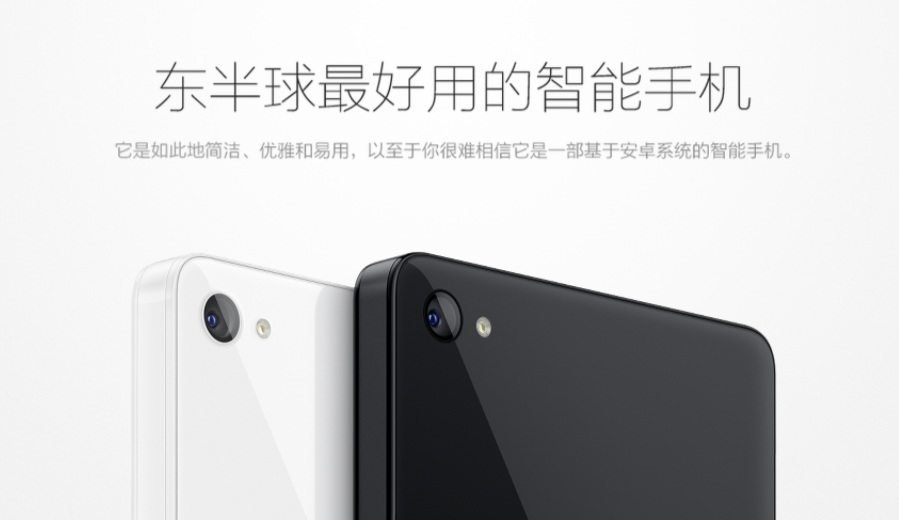 东半球最好用的智能手机
它是如此地简洁、优雅和易用，以至于你很难相信它是一部基于安卓系统的智能手机。